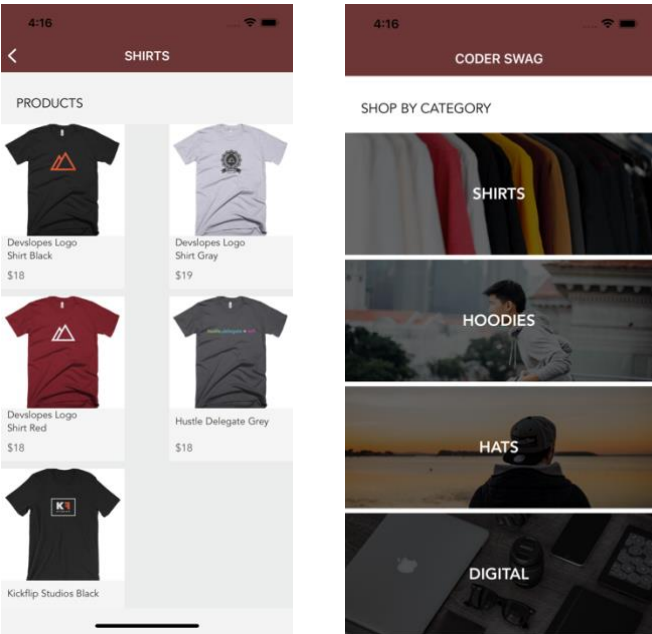 4:16
SHIRTS
PRODUCTS
Devslopes Logo
Shirt Black
$18
Devslopes Logo
Shirt Gray
$19
Devslopes Logo
Shirt Red
$18
Hustle Delegate Grey
$18
Kickflip Studios Black
4:16
CODER SWAG
SHOP BY CATEGORY
SHIRTS
HOODIES
HATS
DIGITAL